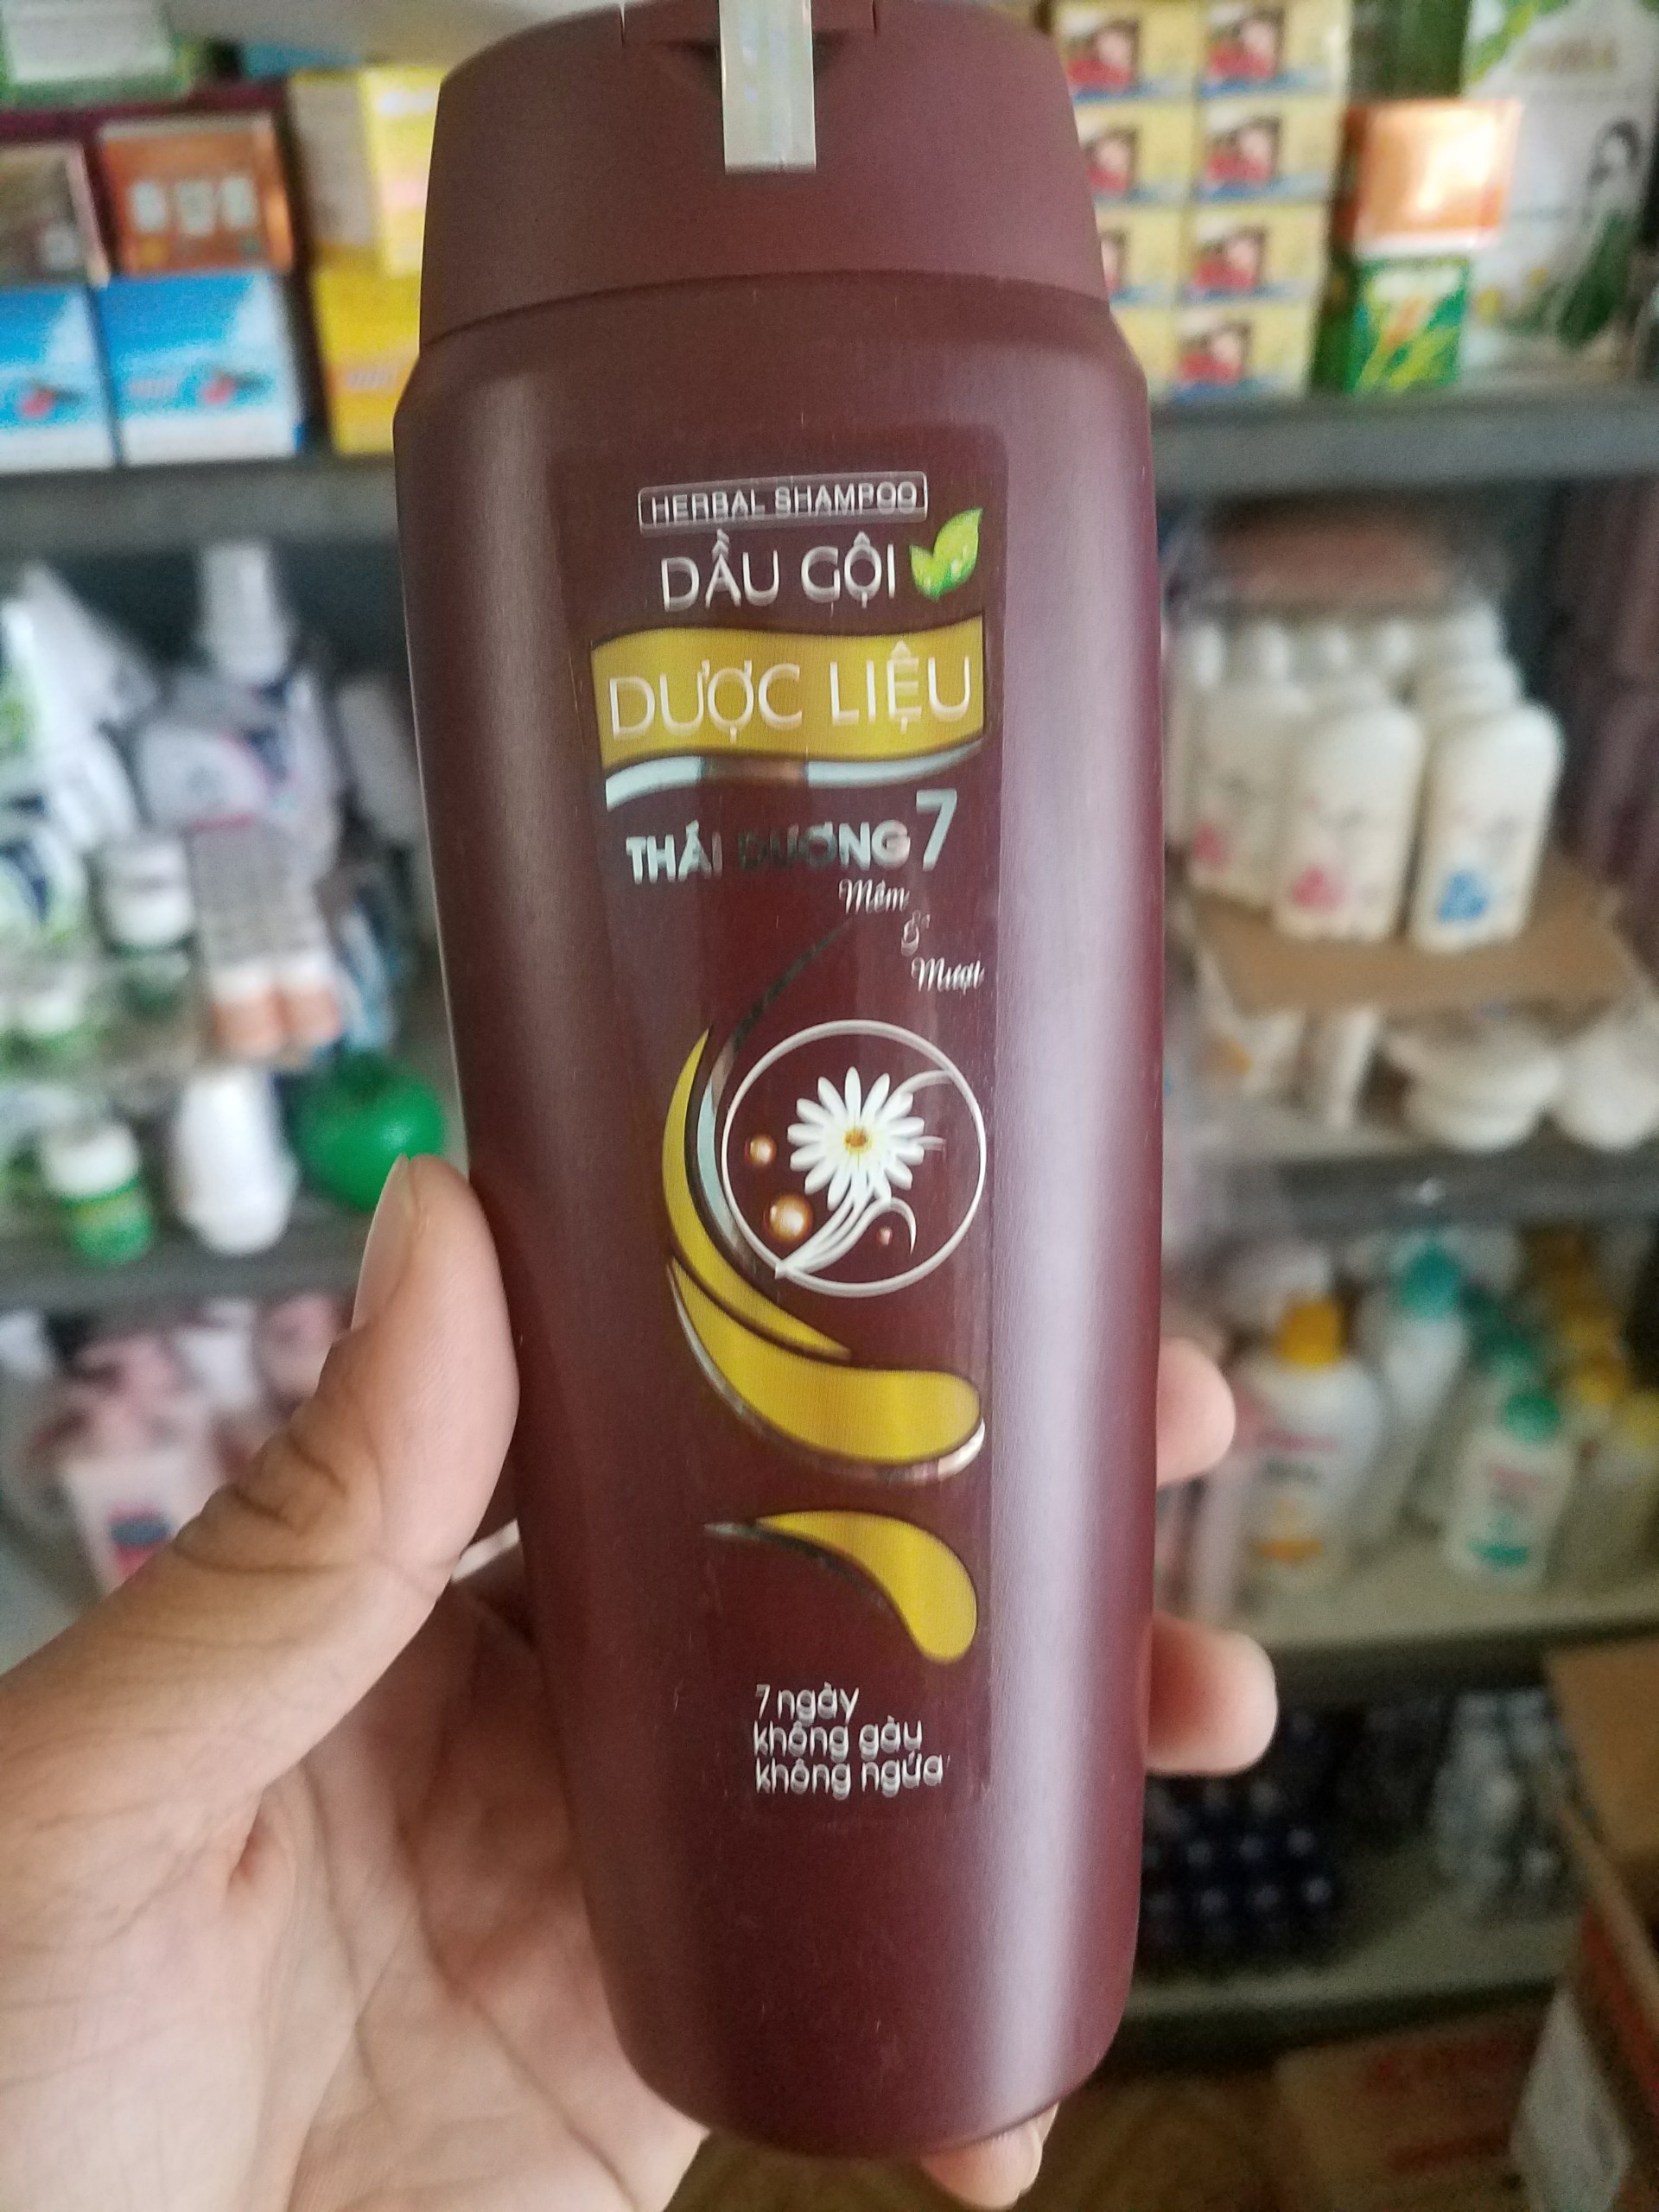 HERBAL SHAMPOO
DẦU GỘI
DƯỢC LIỆU
THÁI DƯƠNG 7
Mềm
&
Mượt
7 ngày
không gàu
không ngứa